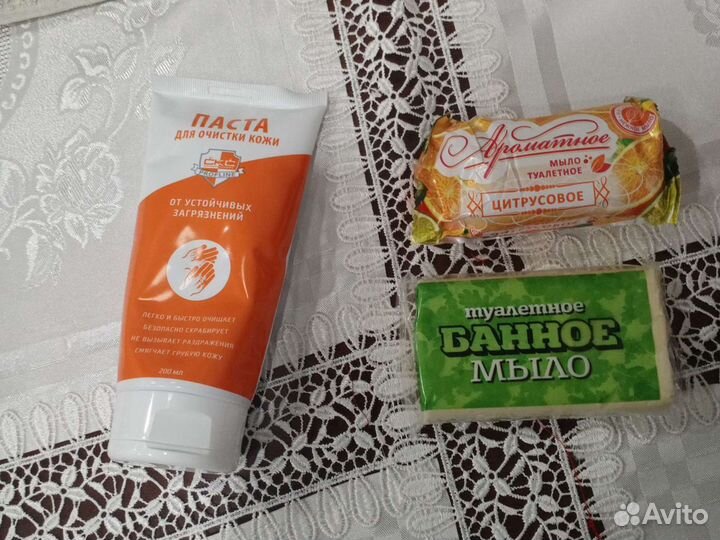 ПАСТА
ДЛЯ ОЧИСТКИ КОЖИ
PROFLINE
ОТ УСТОЙЧИВЫХ
ЗАГРЯЗНЕНИЙ
ЛЕГКО И БЫСТРО ОЧИЩАЕТ
БЕЗОПАСНО СКРАБИРУЕТ
НЕ ВЫЗЫВАЕТ РАЗДРАЖЕНИЯ
СМЯГЧАЕТ ГРУБУЮ КОЖУ
200 мл
Ароматное
МЫЛО
ТУАЛЕТНОЕ
ЦИТРУСОВОЕ
туалетное
БАННОЕ
МЫЛО
Avito